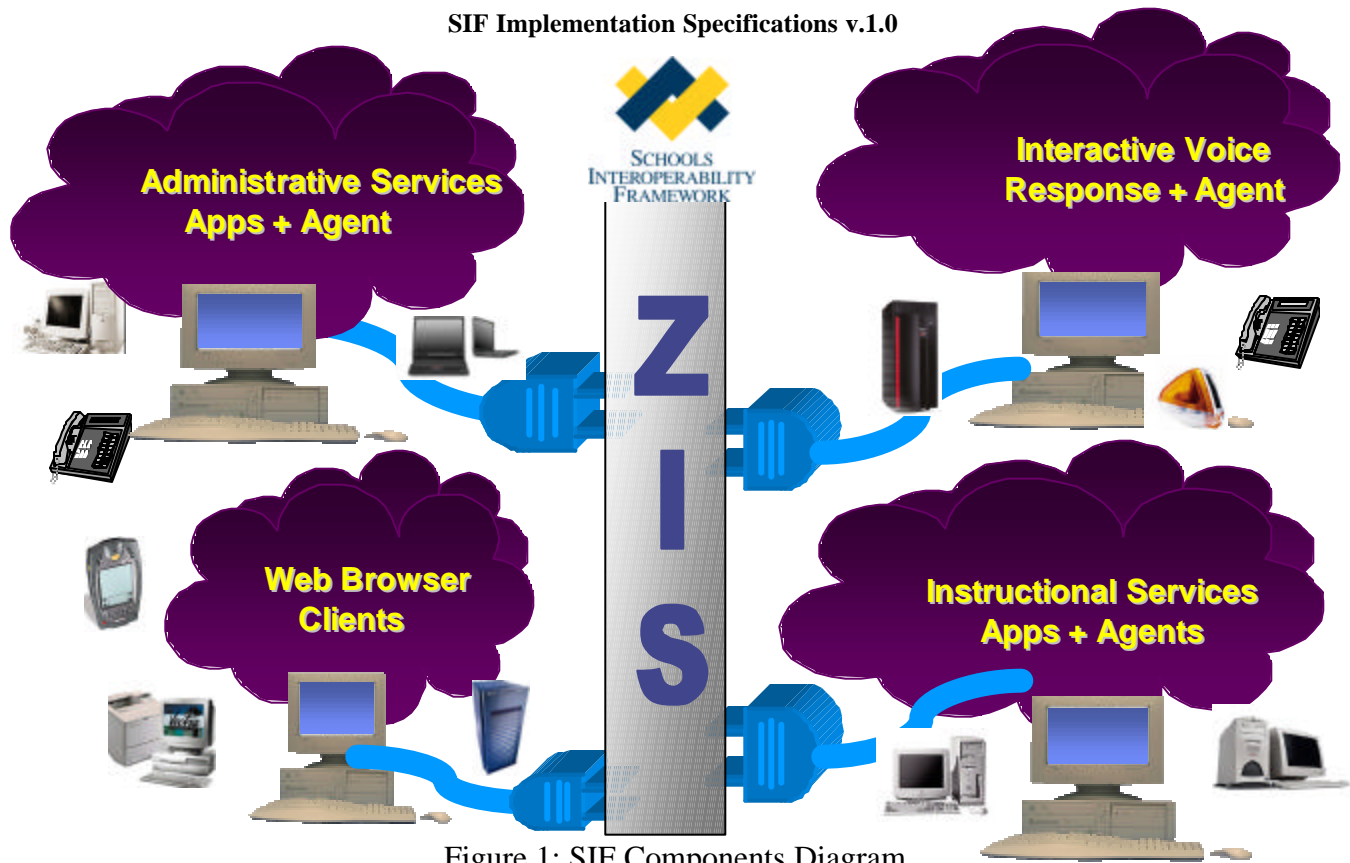 SIF Implementation Specifications v.1.0
SCHOOLS
INTEROPERABILITY
FRAMEWORK
Administrative Services
Apps + Agent
Interactive Voice
Response + Agent
Z
I
S
Web Browser
Clients
Instructional Services
Apps + Agents
Figure 1: SIF Components Diagram